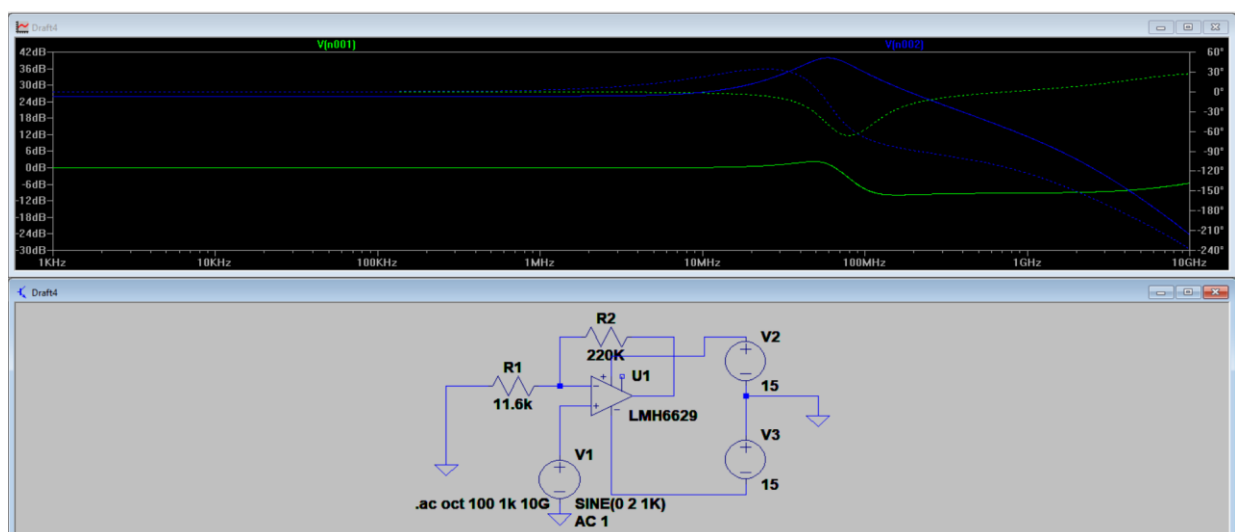 Draft4
V(n001) V(n002)
42dB 60°
36dB 30°
30dB 0°
24dB -30°
18dB -60°
12dB -90°
6dB -120°
0dB -150°
-6dB -180°
-12dB -210°
-18dB -240°
-24dB
-30dB
1KHz 10KHz 100KHz 1MHz 10MHz 100MHz 1GHz 10GHz
Draft4
R2
220K
V2
15
R1
11.6k
U1
LMH6629
V3
15
V1
.ac oct 100 1k 10G SINE(0 2 1K)
AC 1